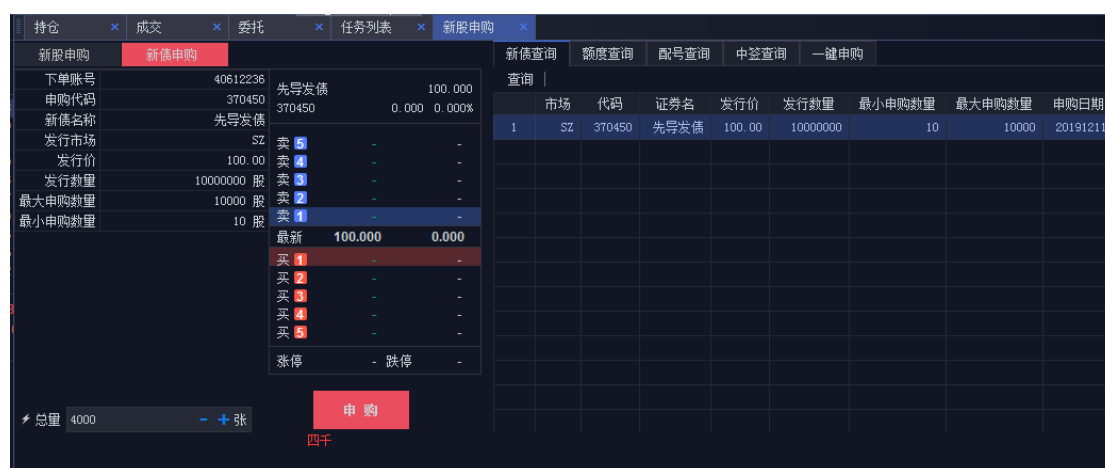 持仓 × 成交 × 委托 × 任务列表 × 新股申购 ×
新股申购 新债申购
下单账号 40612236
申购代码 370450
新债名称 先导发债
发行市场 SZ
发行价 100.00
发行数量 10000000 股
最大申购数量 10000 股
最小申购数量 10 股
总量 4000 - + 张
先导发债 100.000
370450 0.000 0.000%
卖 5 - -
卖 4 - -
卖 3 - -
卖 2 - -
卖 1 - -
最新 100.000 0.000
买 1 - -
买 2 - -
买 3 - -
买 4 - -
买 5 - -
涨停 - 跌停 -
申 购
四千
新债查询 额度查询 配号查询 中签查询 一键申购
查询
市场 代码 证券名 发行价 发行数量 最小申购数量 最大申购数量 申购日期
1 SZ 370450 先导发债 100.00 10000000 10 10000 20191211